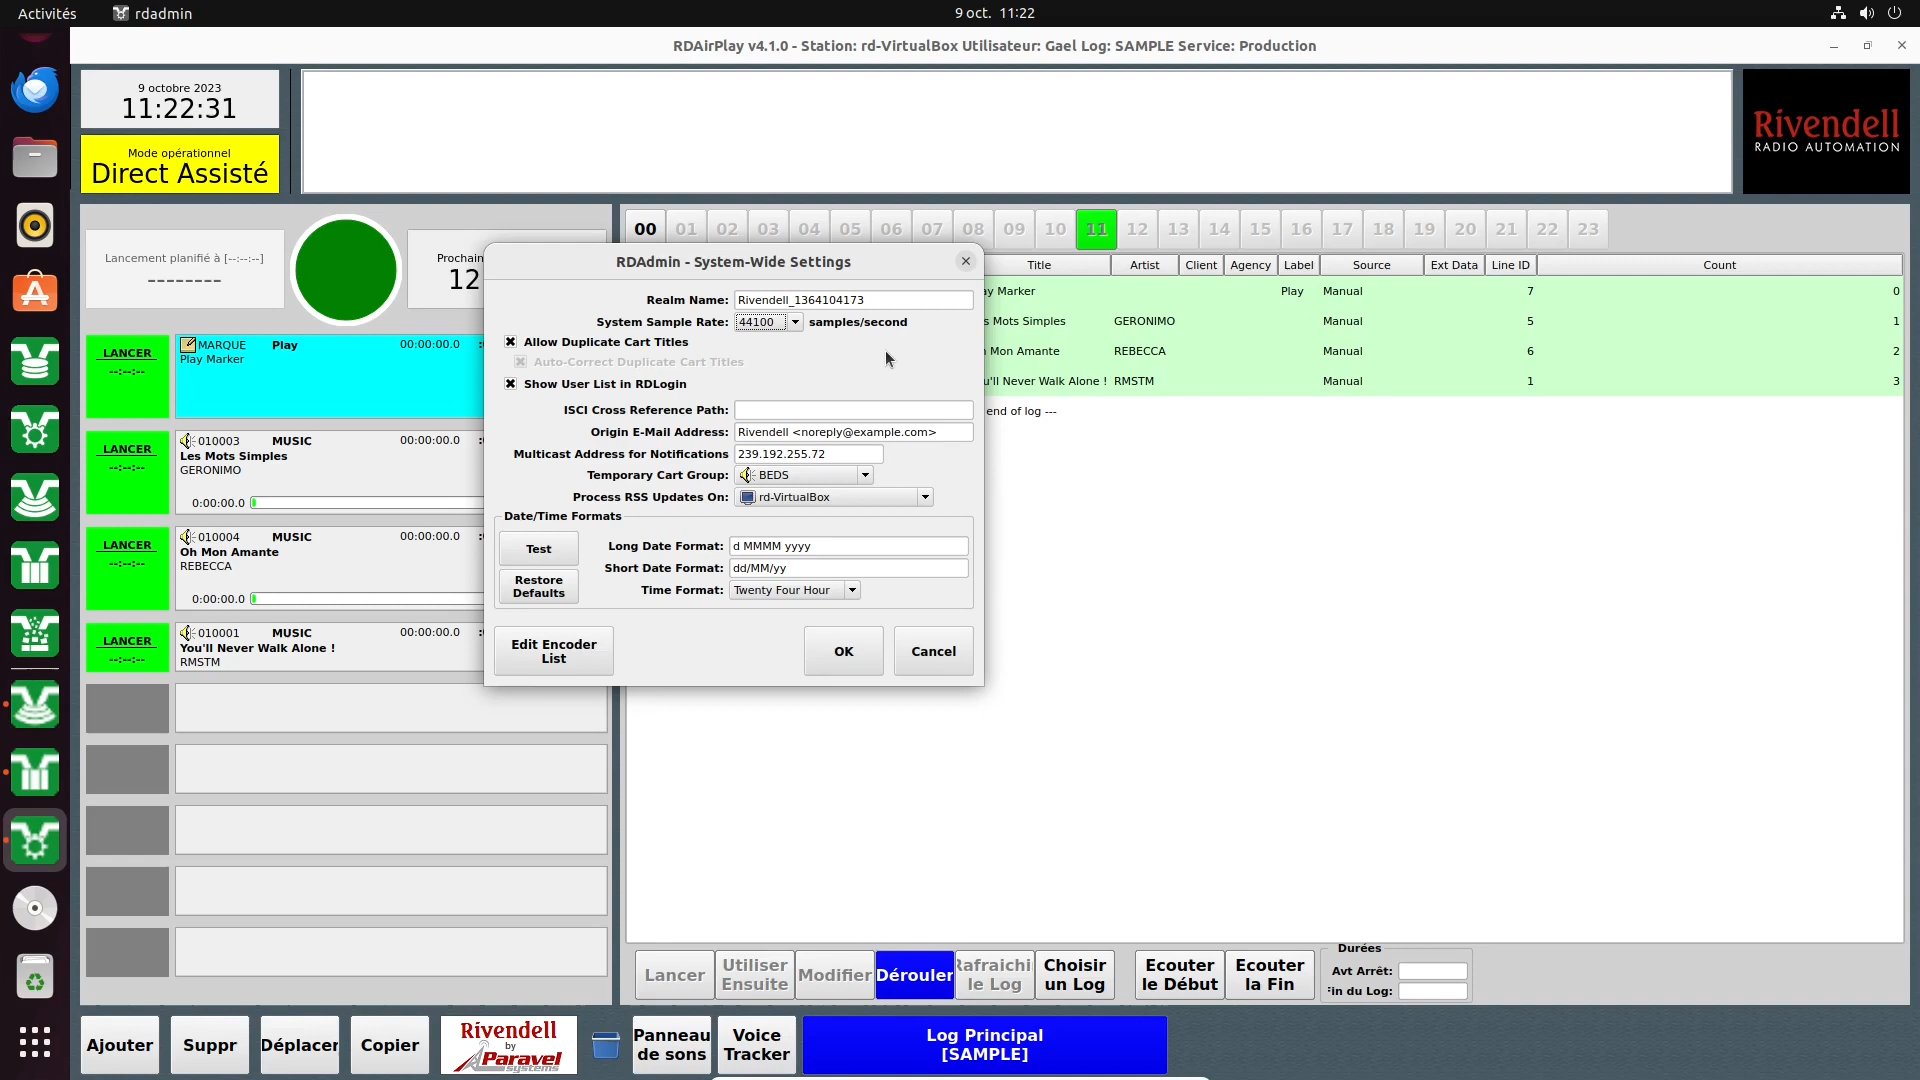 Activités
rdadmin
9 oct. 11:22
RDAirPlay v4.1.0 - Station: rd-VirtualBox Utilisateur: Gael Log: SAMPLE Service: Production
9 octobre 2023
11:22:31
Mode opérationnel
Direct Assisté
Rivendell
RADIO AUTOMATION
Lancement planifié à [--:--:--]
--------
Prochain
12
00 01 02 03 04 05 06 07 08 09 10 11 12 13 14 15 16 17 18 19 20 21 22 23
Title Artist Client Agency Label Source Ext Data Line ID Count
ay Marker Play Manual 7 0
s Mots Simples GERONIMO Manual 5 1
Mon Amante REBECCA Manual 6 2
u'll Never Walk Alone ! RMSTM Manual 1 3
end of log ---
LANCER
--:--:--
MARQUE Play 00:00:00.0
Play Marker
LANCER
--:--:--
010003 MUSIC 00:00:00.0
Les Mots Simples
GERONIMO
0:00:00.0
LANCER
--:--:--
010004 MUSIC 00:00:00.0
Oh Mon Amante
REBECCA
0:00:00.0
LANCER
--:--:--
010001 MUSIC 00:00:00.0
You'll Never Walk Alone !
RMSTM
RDAdmin - System-Wide Settings
Realm Name: Rivendell_1364104173
System Sample Rate: 44100 samples/second
Allow Duplicate Cart Titles
Auto-Correct Duplicate Cart Titles
Show User List in RDLogin
ISCI Cross Reference Path:
Origin E-Mail Address: Rivendell <noreply@example.com>
Multicast Address for Notifications 239.192.255.72
Temporary Cart Group: BEDS
Process RSS Updates On: rd-VirtualBox
Date/Time Formats
Test
Long Date Format: d MMMM yyyy
Short Date Format: dd/MM/yy
Restore
Defaults
Time Format: Twenty Four Hour
Edit Encoder
List
OK
Cancel
Lancer
Utiliser
Ensuite
Modifier
Dérouler
Rafraichi
le Log
Choisir
un Log
Ecouter
le Début
Ecouter
la Fin
Durées
Avt Arrêt:
Fin du Log:
Ajouter
Suppr
Déplacer
Copier
Rivendell
by
Paravel
systems
Panneau
de sons
Voice
Tracker
Log Principal
[SAMPLE]